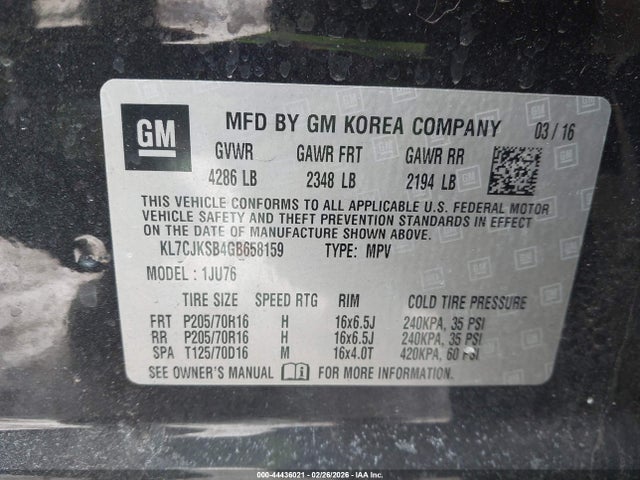 GM
MFD BY GM KOREA COMPANY 03/16
GVWR GAWR FRT GAWR RR
4286 LB 2348 LB 2194 LB
THIS VEHICLE CONFORMS TO ALL APPLICABLE U.S. FEDERAL MOTOR
VEHICLE SAFETY AND THEFT PREVENTION STANDARDS IN EFFECT
ON THE DATE OF MANUFACTURE SHOWN ABOVE.
KL7CJKSB4GB658159 TYPE: MPV
MODEL: 1JU76
TIRE SIZE SPEED RTG RIM COLD TIRE PRESSURE
FRT P205/70R16 H 16x6.5J 240KPA, 35 PSI
RR P205/70R16 H 16x6.5J 240KPA, 35 PSI
SPA T125/70D16 M 16x4.0T 420KPA, 60 PSI
SEE OWNER'S MANUAL FOR MORE INFORMATION.
000-44436021 - 02/26/2026 - IAA Inc.